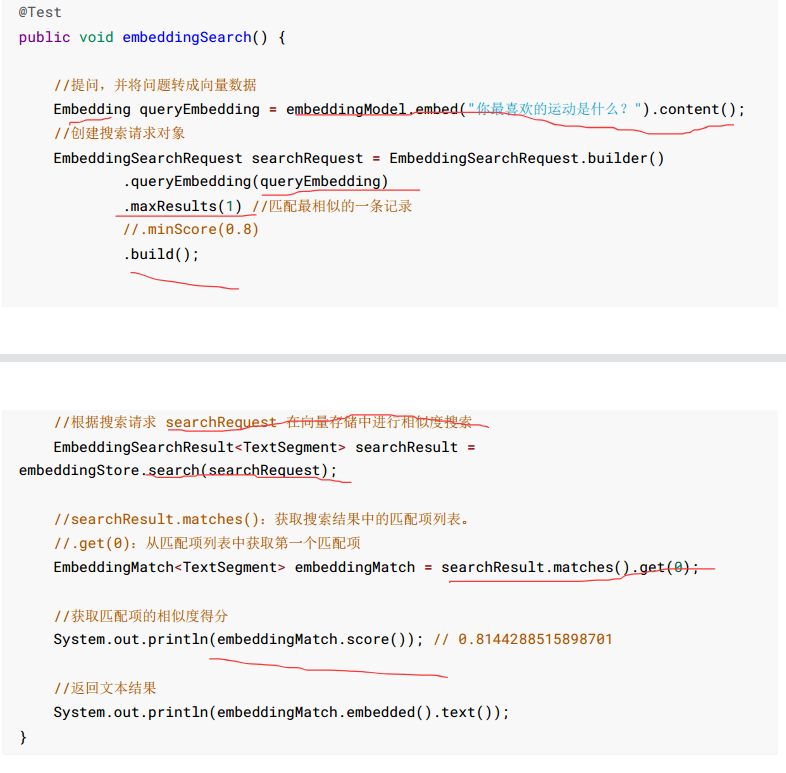 @Test
public void embeddingSearch() {
//提问，并将问题转成向量数据
Embedding queryEmbedding = embeddingModel.embed("你最喜欢的运动是什么？").content();
//创建搜索请求对象
EmbeddingSearchRequest searchRequest = EmbeddingSearchRequest.builder()
.queryEmbedding(queryEmbedding)
.maxResults(1) //匹配最相似的一条记录
//.minScore(0.8)
.build();
//根据搜索请求 searchRequest 在向量存储中进行相似度搜索
EmbeddingSearchResult<TextSegment> searchResult =
embeddingStore.search(searchRequest);
//searchResult.matches()：获取搜索结果中的匹配项列表。
//.get(0)：从匹配项列表中获取第一个匹配项
EmbeddingMatch<TextSegment> embeddingMatch = searchResult.matches().get(0);
//获取匹配项的相似度得分
System.out.println(embeddingMatch.score()); // 0.8144288515898701
//返回文本结果
System.out.println(embeddingMatch.embedded().text());
}